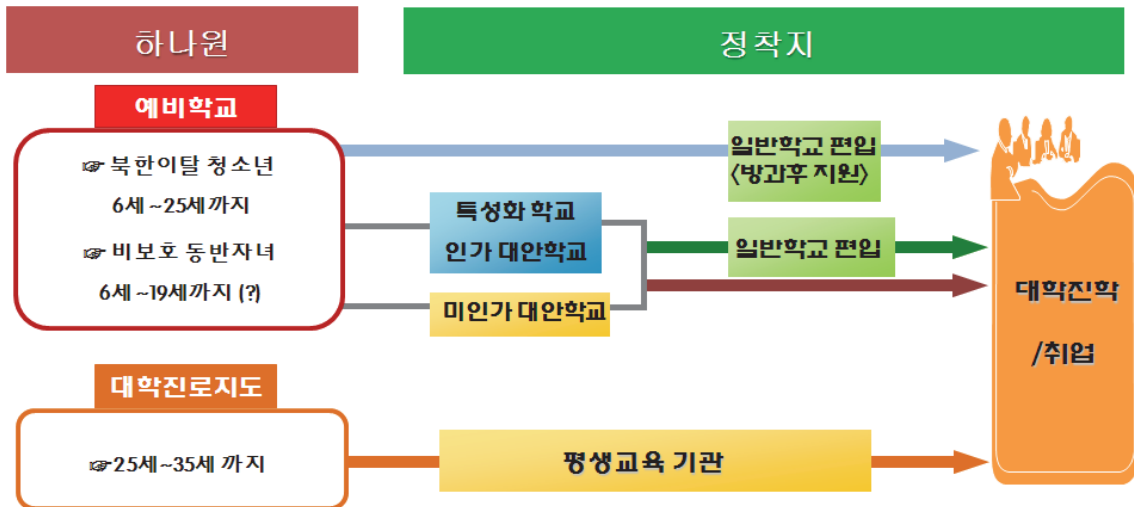 하나원
정착지
예비학교
☞ 북한이탈 청소년
6세 ~25세까지
☞ 비보호 동반자녀
6세 ~19세까지 (?)
일반학교 편입
<방과후 지원>
특성화 학교
인가 대안학교
일반학교 편입
미인가 대안학교
대학진학
/취업
대학진로지도
☞25세~35세 까지
평생교육 기관